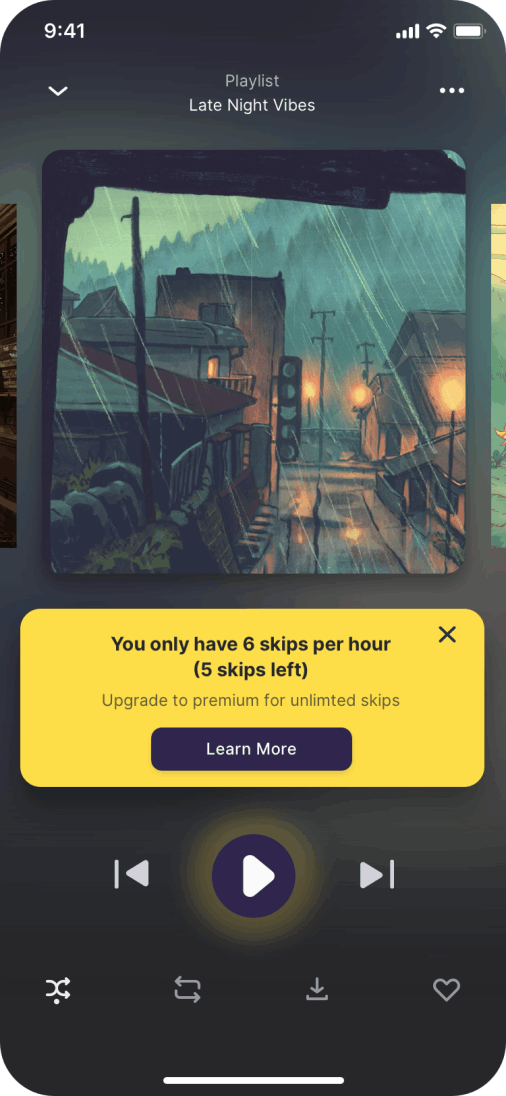 9:41
Playlist
Late Night Vibes
You only have 6 skips per hour
(5 skips left)
Upgrade to premium for unlimted skips
Learn More